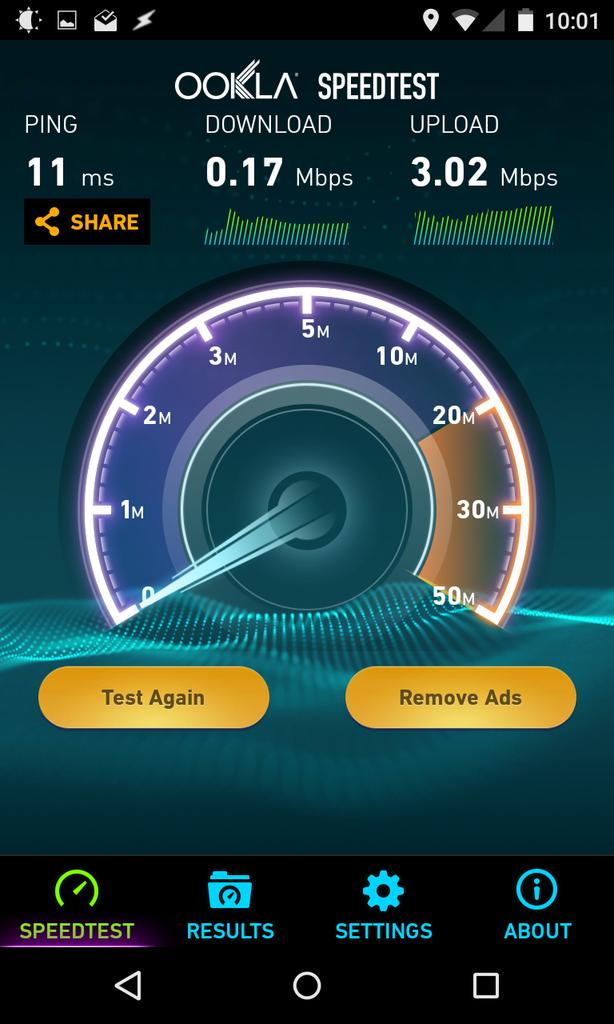 10:01
OOKLA SPEEDTEST
PING DOWNLOAD UPLOAD
11 ms 0.17 Mbps 3.02 Mbps
SHARE
5M
3M 10M
2M 20M
1M 30M
0 50M
Test Again Remove Ads
SPEEDTEST RESULTS SETTINGS ABOUT